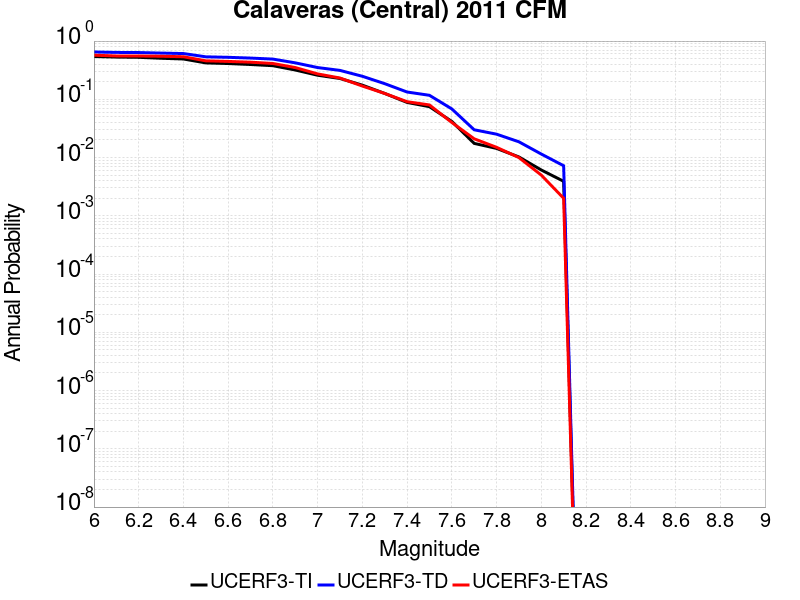 Calaveras (Central) 2011 CFM
10^0
10^-1
10^-2
10^-3
10^-4
10^-5
10^-6
10^-7
10^-8
Annual Probability
6 6.2 6.4 6.6 6.8 7 7.2 7.4 7.6 7.8 8 8.2 8.4 8.6 8.8 9
Magnitude
UCERF3-TI UCERF3-TD UCERF3-ETAS